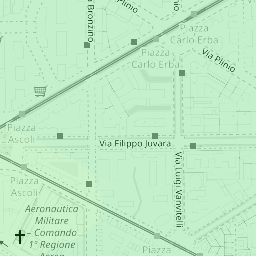 Bronzino
Via Plinio
Piazza
Carlo Erba
Piazza
Carlo Erba
Via Plinio
Piazza
Ascoli
Via Filippo Juvara
Via Luigi Vanvitelli
Piazza
Ascoli
Aeronautica
Militare
– Comando
1° Regione
Aerea
Piazza